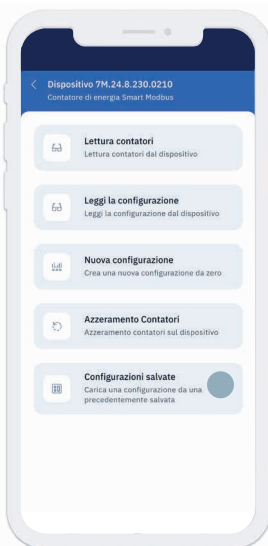 Dispositivo 7M.24.8.230.0210
Contatore di energia Smart Modbus
Lettura contatori
Lettura contatori dal dispositivo
Leggi la configurazione
Leggi la configurazione dal dispositivo
Nuova configurazione
Crea una nuova configurazione da zero
Azzeramento Contatori
Azzeramento contatori sul dispositivo
Configurazioni salvate
Carica una configurazione da una
precedentemente salvata